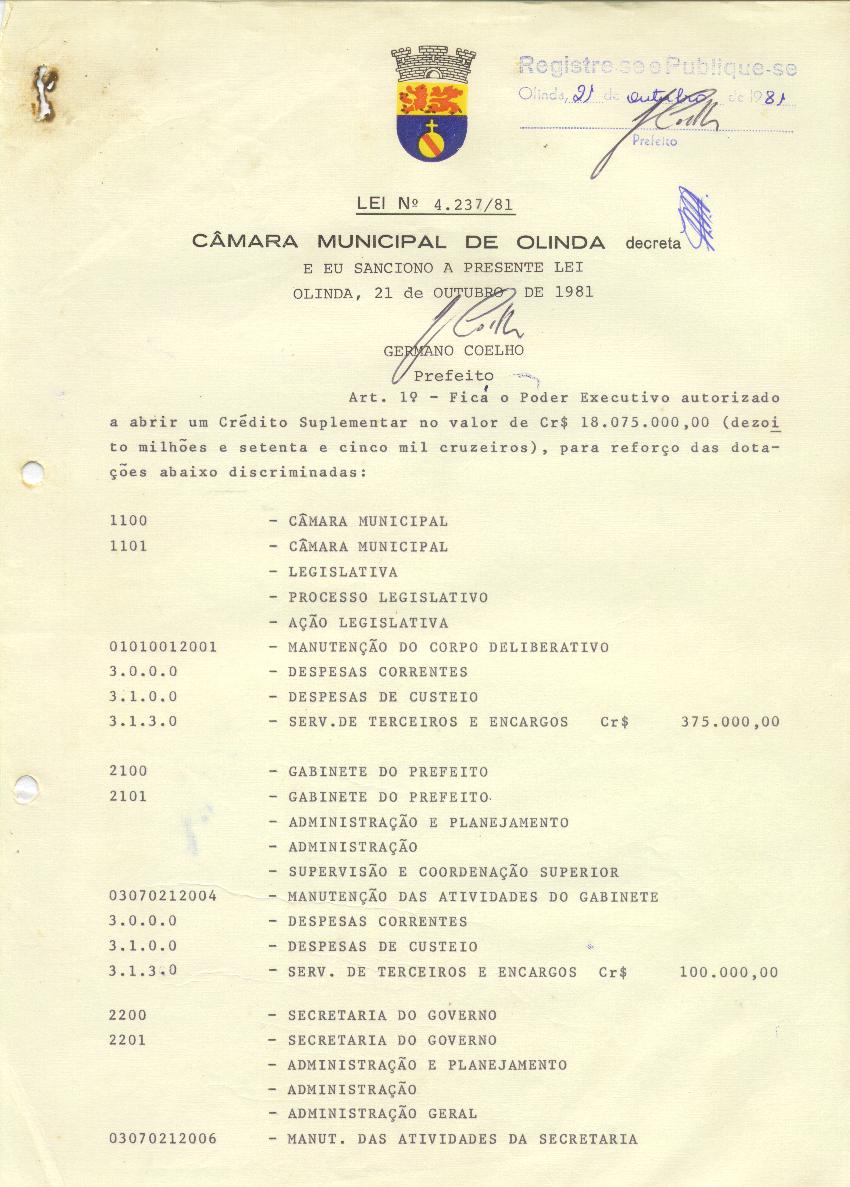 Registre-se e Publique-se
Olinda, 21 de outubro de 1981
Prefeito
LEI Nº 4.237/81
CÂMARA MUNICIPAL DE OLINDA decreta
E EU SANCIONO A PRESENTE LEI
OLINDA, 21 de OUTUBRO DE 1981
GERMANO COELHO
Prefeito
Art. 1º - Fica o Poder Executivo autorizado
a abrir um Crédito Suplementar no valor de Cr$ 18.075.000,00 (dezoi
to milhões e setenta e cinco mil cruzeiros), para reforço das dota-
ções abaixo discriminadas:
1100 - CÂMARA MUNICIPAL
1101 - CÂMARA MUNICIPAL
- LEGISLATIVA
- PROCESSO LEGISLATIVO
- AÇÃO LEGISLATIVA
01010012001 - MANUTENÇÃO DO CORPO DELIBERATIVO
3.0.0.0 - DESPESAS CORRENTES
3.1.0.0 - DESPESAS DE CUSTEIO
3.1.3.0 - SERV.DE TERCEIROS E ENCARGOS Cr$ 375.000,00
2100 - GABINETE DO PREFEITO
2101 - GABINETE DO PREFEITO
- ADMINISTRAÇÃO E PLANEJAMENTO
- ADMINISTRAÇÃO
- SUPERVISÃO E COORDENAÇÃO SUPERIOR
03070212004 - MANUTENÇÃO DAS ATIVIDADES DO GABINETE
3.0.0.0 - DESPESAS CORRENTES
3.1.0.0 - DESPESAS DE CUSTEIO
3.1.3.0 - SERV. DE TERCEIROS E ENCARGOS Cr$ 100.000,00
2200 - SECRETARIA DO GOVERNO
2201 - SECRETARIA DO GOVERNO
- ADMINISTRAÇÃO E PLANEJAMENTO
- ADMINISTRAÇÃO
- ADMINISTRAÇÃO GERAL
03070212006 - MANUT. DAS ATIVIDADES DA SECRETARIA